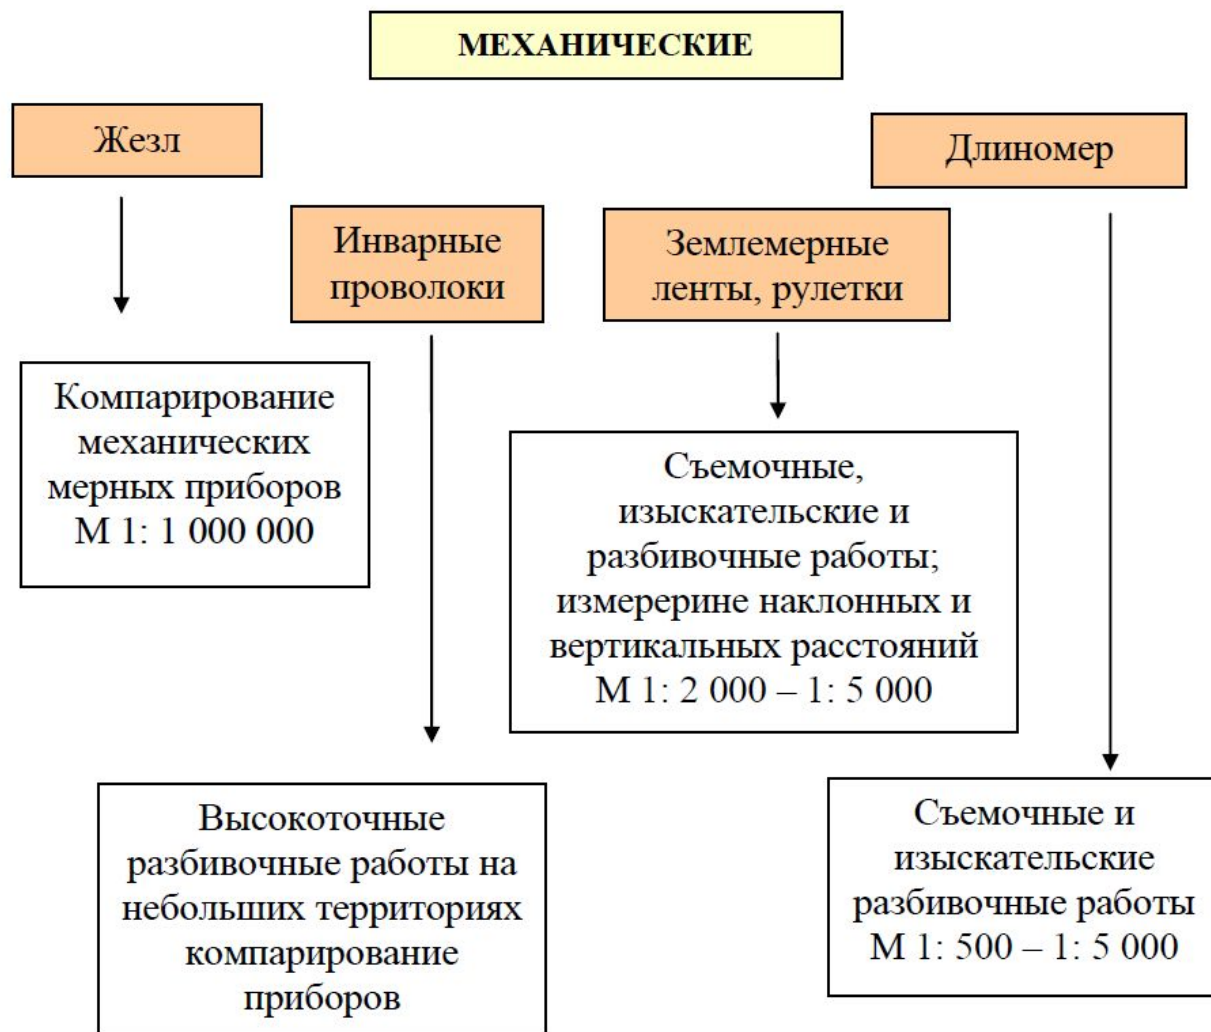 МЕХАНИЧЕСКИЕ
Жезл
Длиномер
Инварные
проволоки
Землемерные
ленты, рулетки
Компарирование
механических
мерных приборов
М 1: 1 000 000
Съемочные,
изыскательские и
разбивочные работы;
измерерине наклонных и
вертикальных расстояний
М 1: 2 000 – 1: 5 000
Высокоточные
разбивочные работы на
небольших территориях
компарирование
приборов
Съемочные и
изыскательские
разбивочные работы
М 1: 500 – 1: 5 000